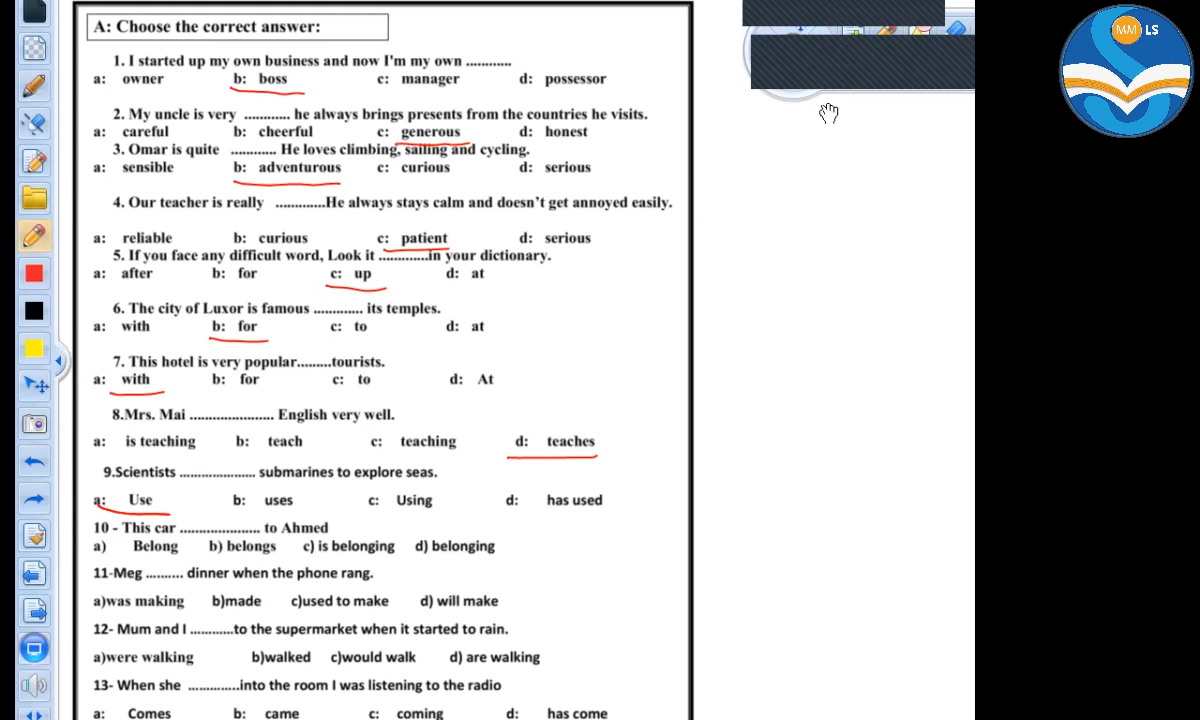 A: Choose the correct answer:
1. I started up my own business and now I'm my own ............
a: owner b: boss c: manager d: possessor
2. My uncle is very ............ he always brings presents from the countries he visits.
a: careful b: cheerful c: generous d: honest
3. Omar is quite ............ He loves climbing, sailing and cycling.
a: sensible b: adventurous c: curious d: serious
4. Our teacher is really .............He always stays calm and doesn't get annoyed easily.
a: reliable b: curious c: patient d: serious
5. If you face any difficult word, Look it .............in your dictionary.
a: after b: for c: up d: at
6. The city of Luxor is famous ............. its temples.
a: with b: for c: to d: at
7. This hotel is very popular.........tourists.
a: with b: for c: to d: At
8.Mrs. Mai ...................... English very well.
a: is teaching b: teach c: teaching d: teaches
9.Scientists .................... submarines to explore seas.
a: Use b: uses c: Using d: has used
10 - This car ..................... to Ahmed
a) Belong b) belongs c) is belonging d) belonging
11-Meg .......... dinner when the phone rang.
a)was making b)made c)used to make d) will make
12- Mum and I ............to the supermarket when it started to rain.
a)were walking b)walked c)would walk d) are walking
13- When she ..............into the room I was listening to the radio
a: Comes b: came c: coming d: has come
MM LS